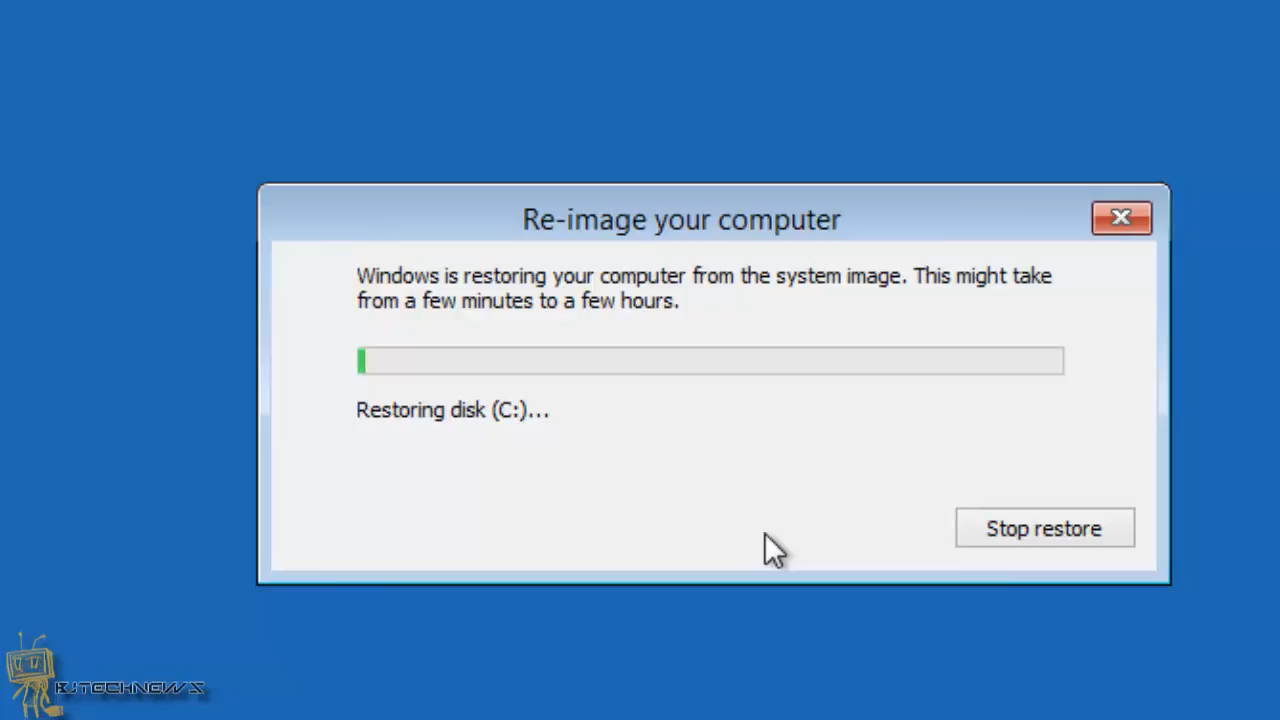 Re-image your computer
Windows is restoring your computer from the system image. This might take
from a few minutes to a few hours.
Restoring disk (C:)...
Stop restore
BJTECHNEWS